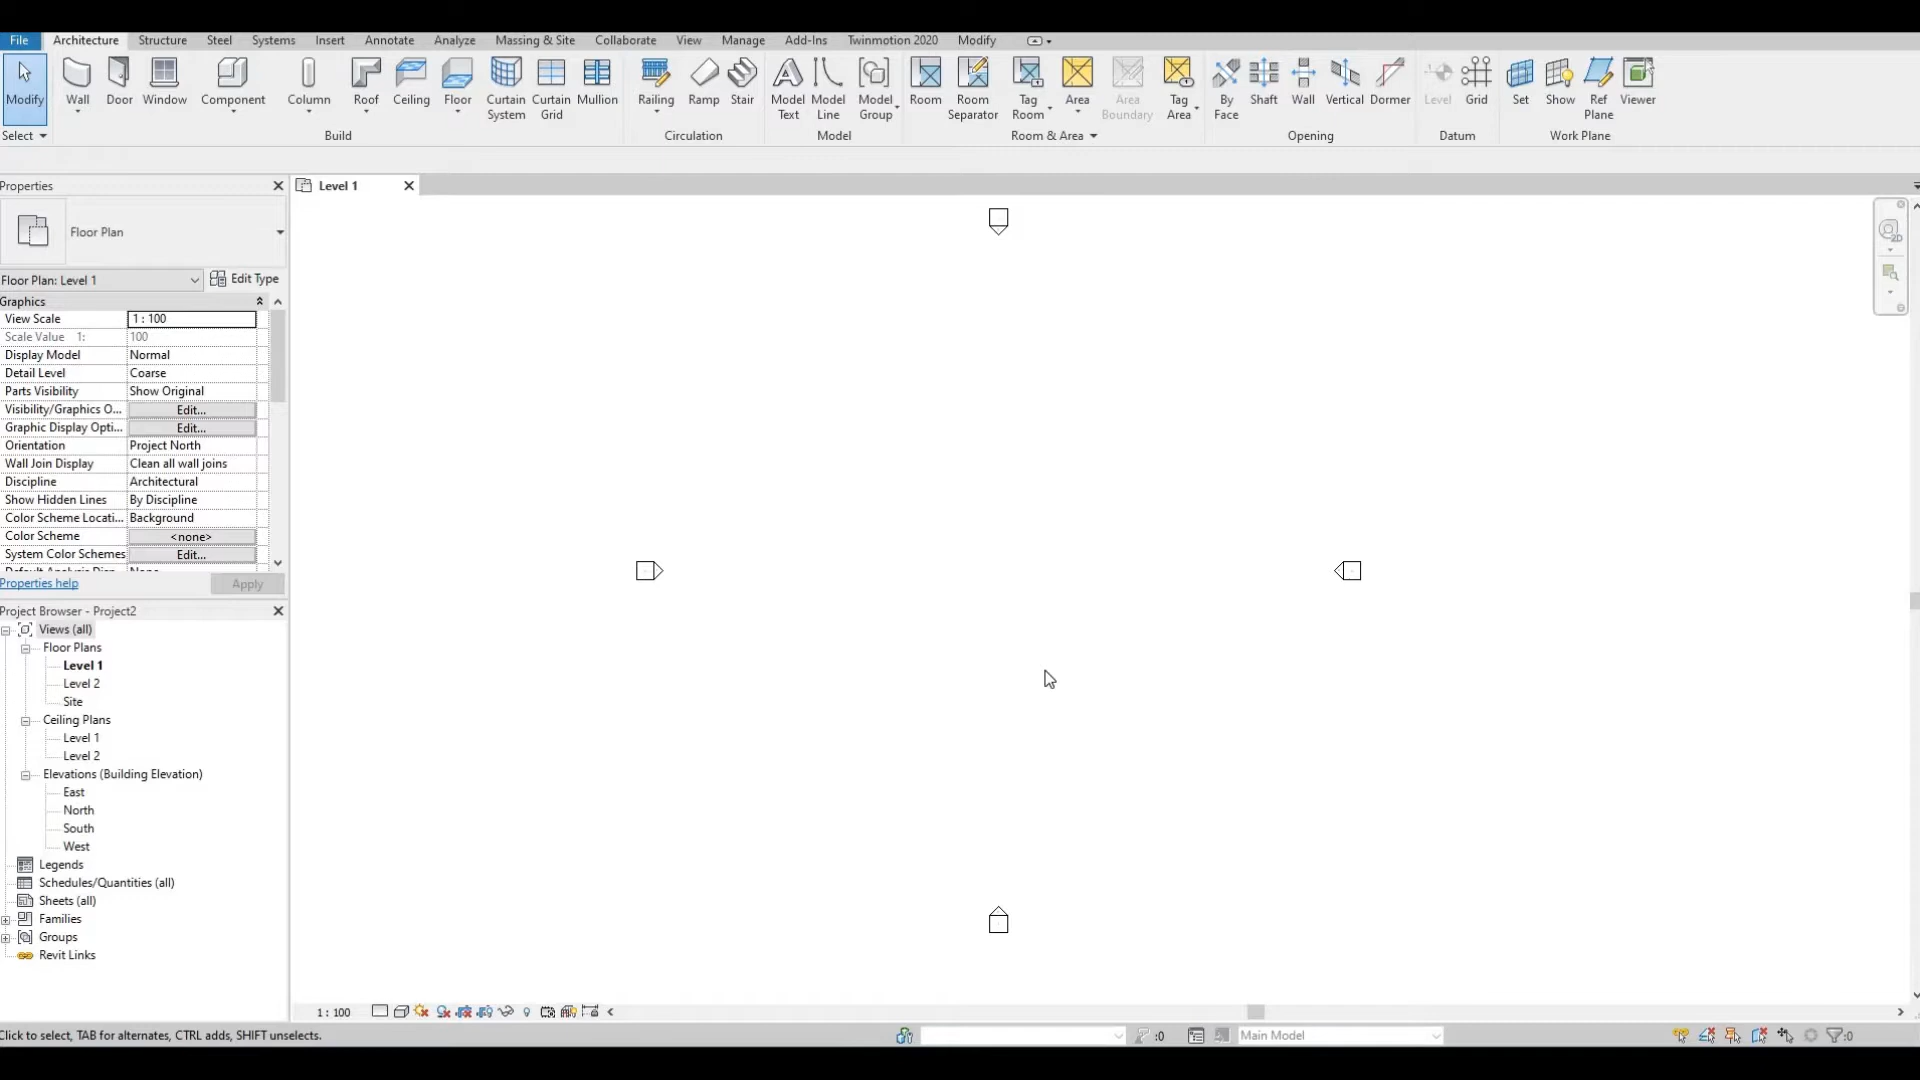 File Architecture Structure Steel Systems Insert Annotate Analyze Massing & Site Collaborate View Manage Add-Ins Twinmotion 2020 Modify
Modify Wall Door Window Component Column Roof Ceiling Floor Curtain System Curtain Grid Mullion Railing Ramp Stair Model Text Model Line Model Group Room Room Separator Tag Room Area Area Boundary Tag Area By Face Shaft Wall Vertical Dormer Level Grid Set Show Ref Plane Viewer
Select Build Circulation Model Room & Area Opening Datum Work Plane
Properties
Level 1
Floor Plan
Floor Plan: Level 1 Edit Type
Graphics
View Scale 1 : 100
Scale Value 1: 100
Display Model Normal
Detail Level Coarse
Parts Visibility Show Original
Visibility/Graphics O... Edit...
Graphic Display Opti... Edit...
Orientation Project North
Wall Join Display Clean all wall joins
Discipline Architectural
Show Hidden Lines By Discipline
Color Scheme Locati... Background
Color Scheme <none>
System Color Schemes Edit...
Properties help Apply
Project Browser - Project2
Views (all)
Floor Plans
Level 1
Level 2
Site
Ceiling Plans
Level 1
Level 2
Elevations (Building Elevation)
East
North
South
West
Legends
Schedules/Quantities (all)
Sheets (all)
Families
Groups
Revit Links
1 : 100
Click to select, TAB for alternates, CTRL adds, SHIFT unselects. :0 Main Model :0